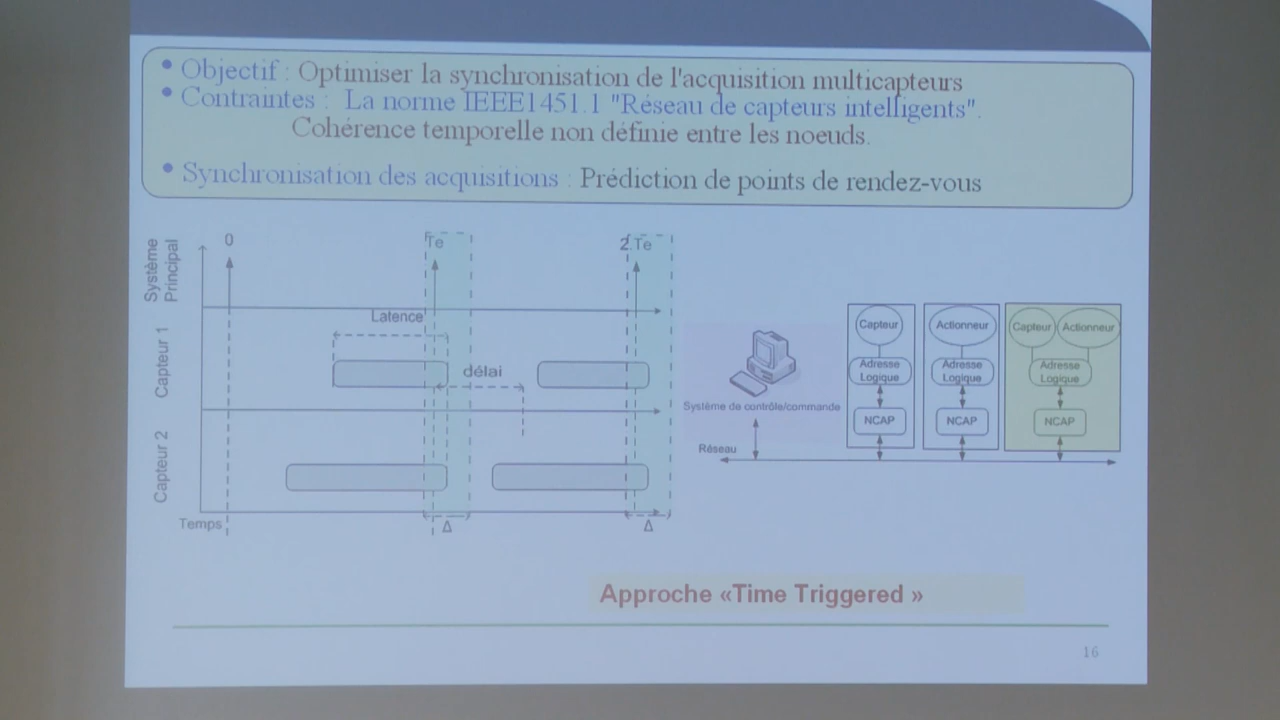 • Objectif : Optimiser la synchronisation de l'acquisition multicapteurs
• Contraintes : La norme IEEE1451.1 "Réseau de capteurs intelligents".
Cohérence temporelle non définie entre les noeuds.
• Synchronisation des acquisitions : Prédiction de points de rendez-vous
Système
Principal
0
Te
2.Te
Latence
Capteur 1
délai
Capteur 2
Temps
Δ
Δ
Système de contrôle/commande
Réseau
Capteur
Adresse
Logique
NCAP
Actionneur
Adresse
Logique
NCAP
Capteur
Actionneur
Adresse
Logique
NCAP
Approche «Time Triggered »
16